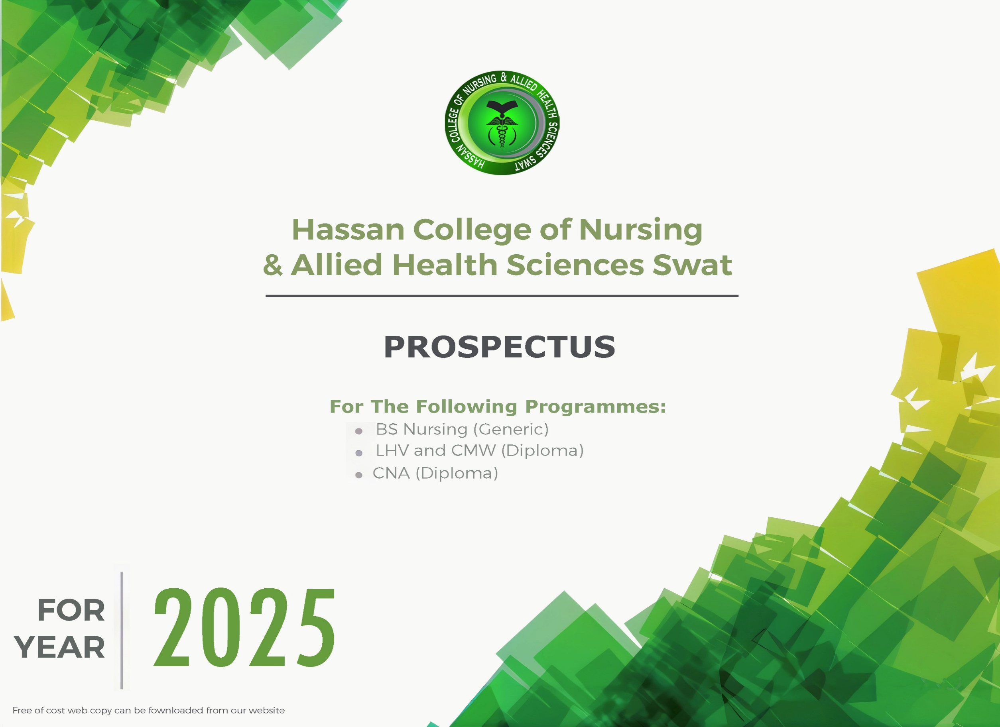 HASSAN COLLEGE OF NURSING & ALLIED HEALTH SCIENCES SWAT
Hassan College of Nursing
& Allied Health Sciences Swat
PROSPECTUS
For The Following Programmes:
● BS Nursing (Generic)
● LHV and CMW (Diploma)
● CNA (Diploma)
FOR
YEAR
2025
Free of cost web copy can be fownloaded from our website